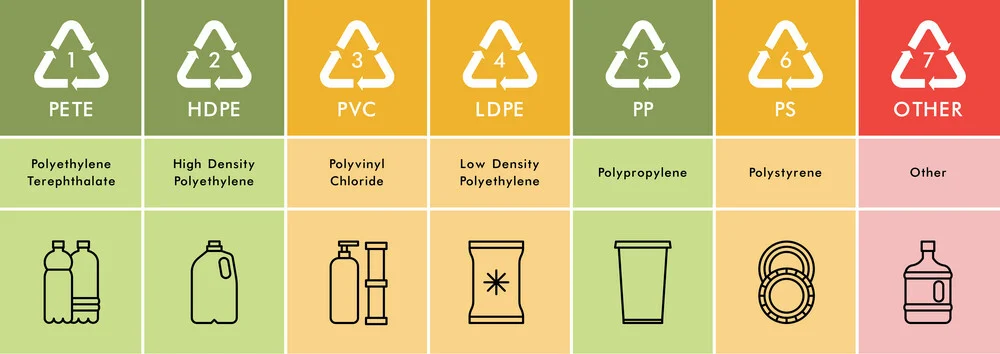 1 2 3 4 5 6 7
PETE HDPE PVC LDPE PP PS OTHER
Polyethylene
Terephthalate
High Density
Polyethylene
Polyvinyl
Chloride
Low Density
Polyethylene
Polypropylene
Polystyrene
Other